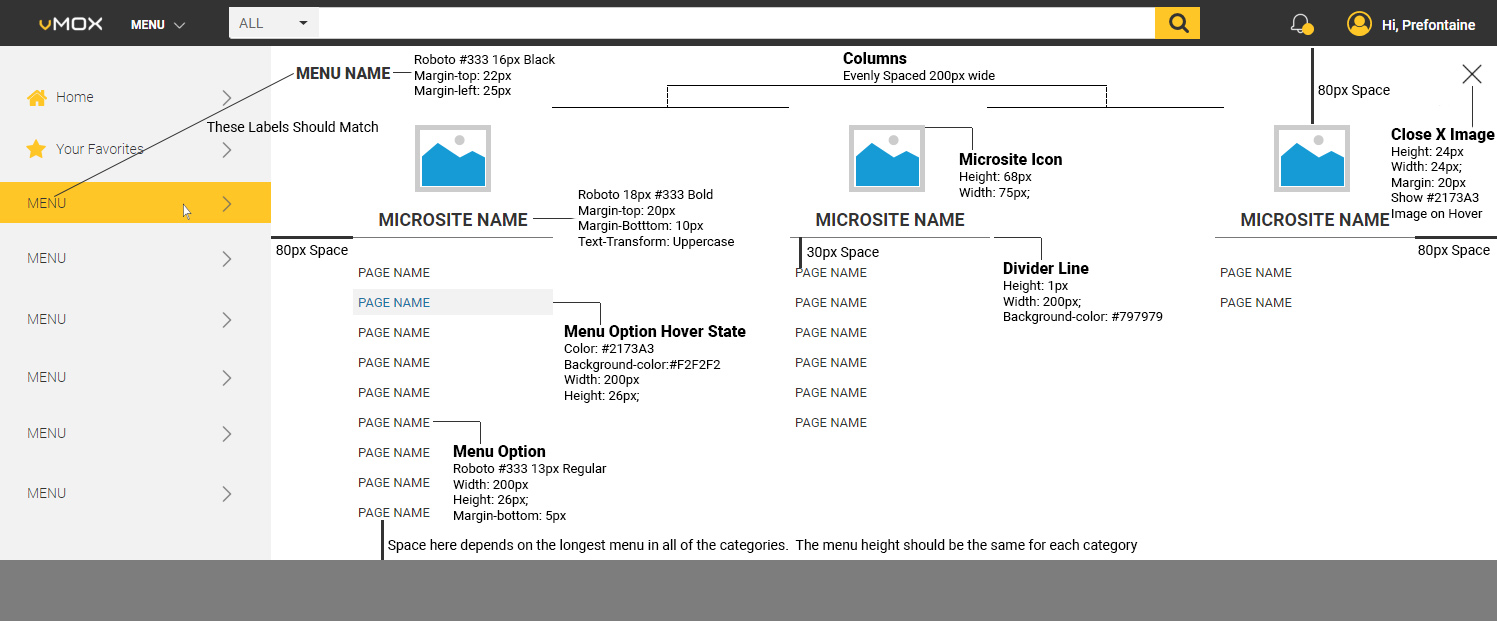 vMOX
MENU
ALL
Hi, Prefontaine
Home
Your Favorites
MENU
MENU
MENU
MENU
MENU
MENU
These Labels Should Match
MENU NAME
Roboto #333 16px Black
Margin-top: 22px
Margin-left: 25px
Columns
Evenly Spaced 200px wide
80px Space
Close X Image
Height: 24px
Width: 24px;
Margin: 20px
Show #2173A3
Image on Hover
Microsite Icon
Height: 68px
Width: 75px;
MICROSITE NAME
Roboto 18px #333 Bold
Margin-top: 20px
Margin-Botttom: 10px
Text-Transform: Uppercase
MICROSITE NAME
MICROSITE NAME
80px Space
30px Space
80px Space
Divider Line
Height: 1px
Width: 200px;
Background-color: #797979
PAGE NAME
PAGE NAME
PAGE NAME
PAGE NAME
PAGE NAME
PAGE NAME
PAGE NAME
PAGE NAME
PAGE NAME
Menu Option Hover State
Color: #2173A3
Background-color:#F2F2F2
Width: 200px
Height: 26px;
Menu Option
Roboto #333 13px Regular
Width: 200px
Height: 26px;
Margin-bottom: 5px
PAGE NAME
PAGE NAME
PAGE NAME
PAGE NAME
PAGE NAME
PAGE NAME
PAGE NAME
PAGE NAME
Space here depends on the longest menu in all of the categories.  The menu height should be the same for each category